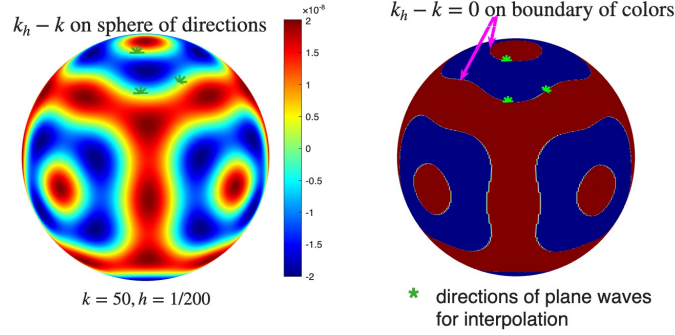 k_h − k on sphere of directions
×10⁻⁸
2
1.5
1
0.5
0
-0.5
-1
-1.5
-2
k = 50, h = 1/200
k_h − k = 0 on boundary of colors
* directions of plane waves
for interpolation